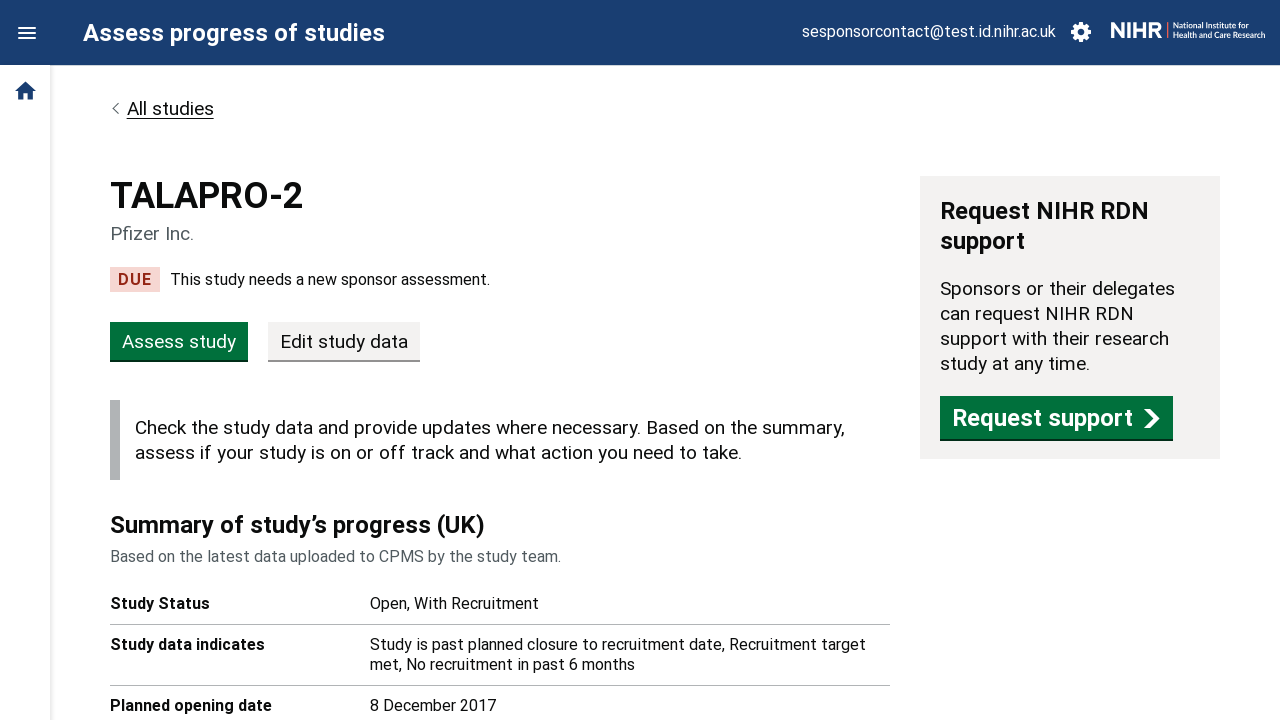 Assess progress of studies
sesponsorcontact@test.id.nihr.ac.uk
NIHR | National Institute for
Health and Care Research
All studies
TALAPRO-2
Pfizer Inc.
DUE This study needs a new sponsor assessment.
Assess study
Edit study data
Check the study data and provide updates where necessary. Based on the summary,
assess if your study is on or off track and what action you need to take.
Summary of study’s progress (UK)
Based on the latest data uploaded to CPMS by the study team.
Study Status Open, With Recruitment
Study data indicates Study is past planned closure to recruitment date, Recruitment target
met, No recruitment in past 6 months
Planned opening date 8 December 2017
Request NIHR RDN
support
Sponsors or their delegates
can request NIHR RDN
support with their research
study at any time.
Request support